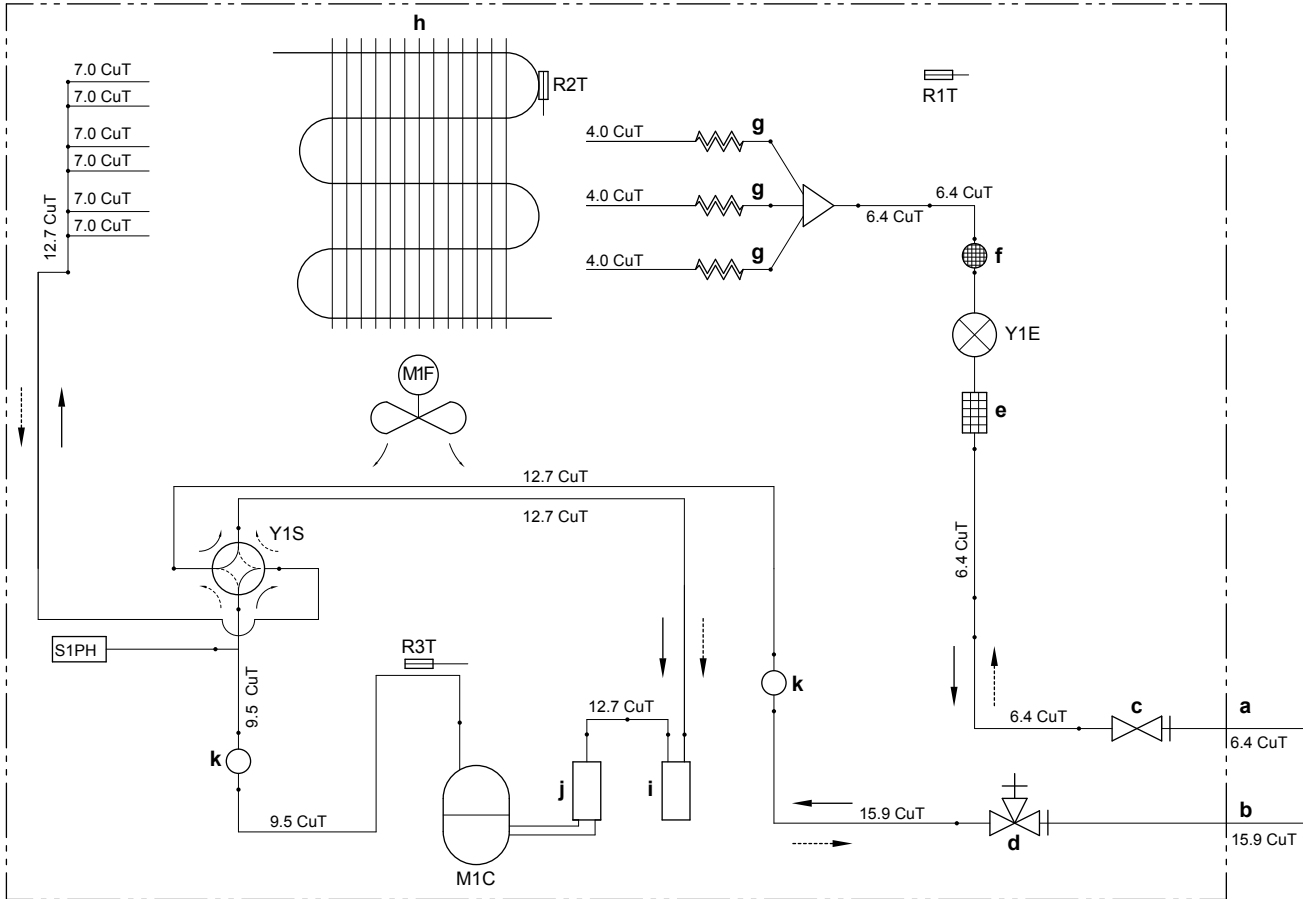 h
7.0 CuT
7.0 CuT
7.0 CuT
7.0 CuT
7.0 CuT
7.0 CuT
12.7 CuT
R2T
R1T
4.0 CuT
g
4.0 CuT
g
4.0 CuT
g
6.4 CuT
6.4 CuT
f
Y1E
e
M1F
12.7 CuT
12.7 CuT
Y1S
6.4 CuT
S1PH
R3T
9.5 CuT
k
9.5 CuT
12.7 CuT
j
i
M1C
k
6.4 CuT
c
a
6.4 CuT
15.9 CuT
d
b
15.9 CuT